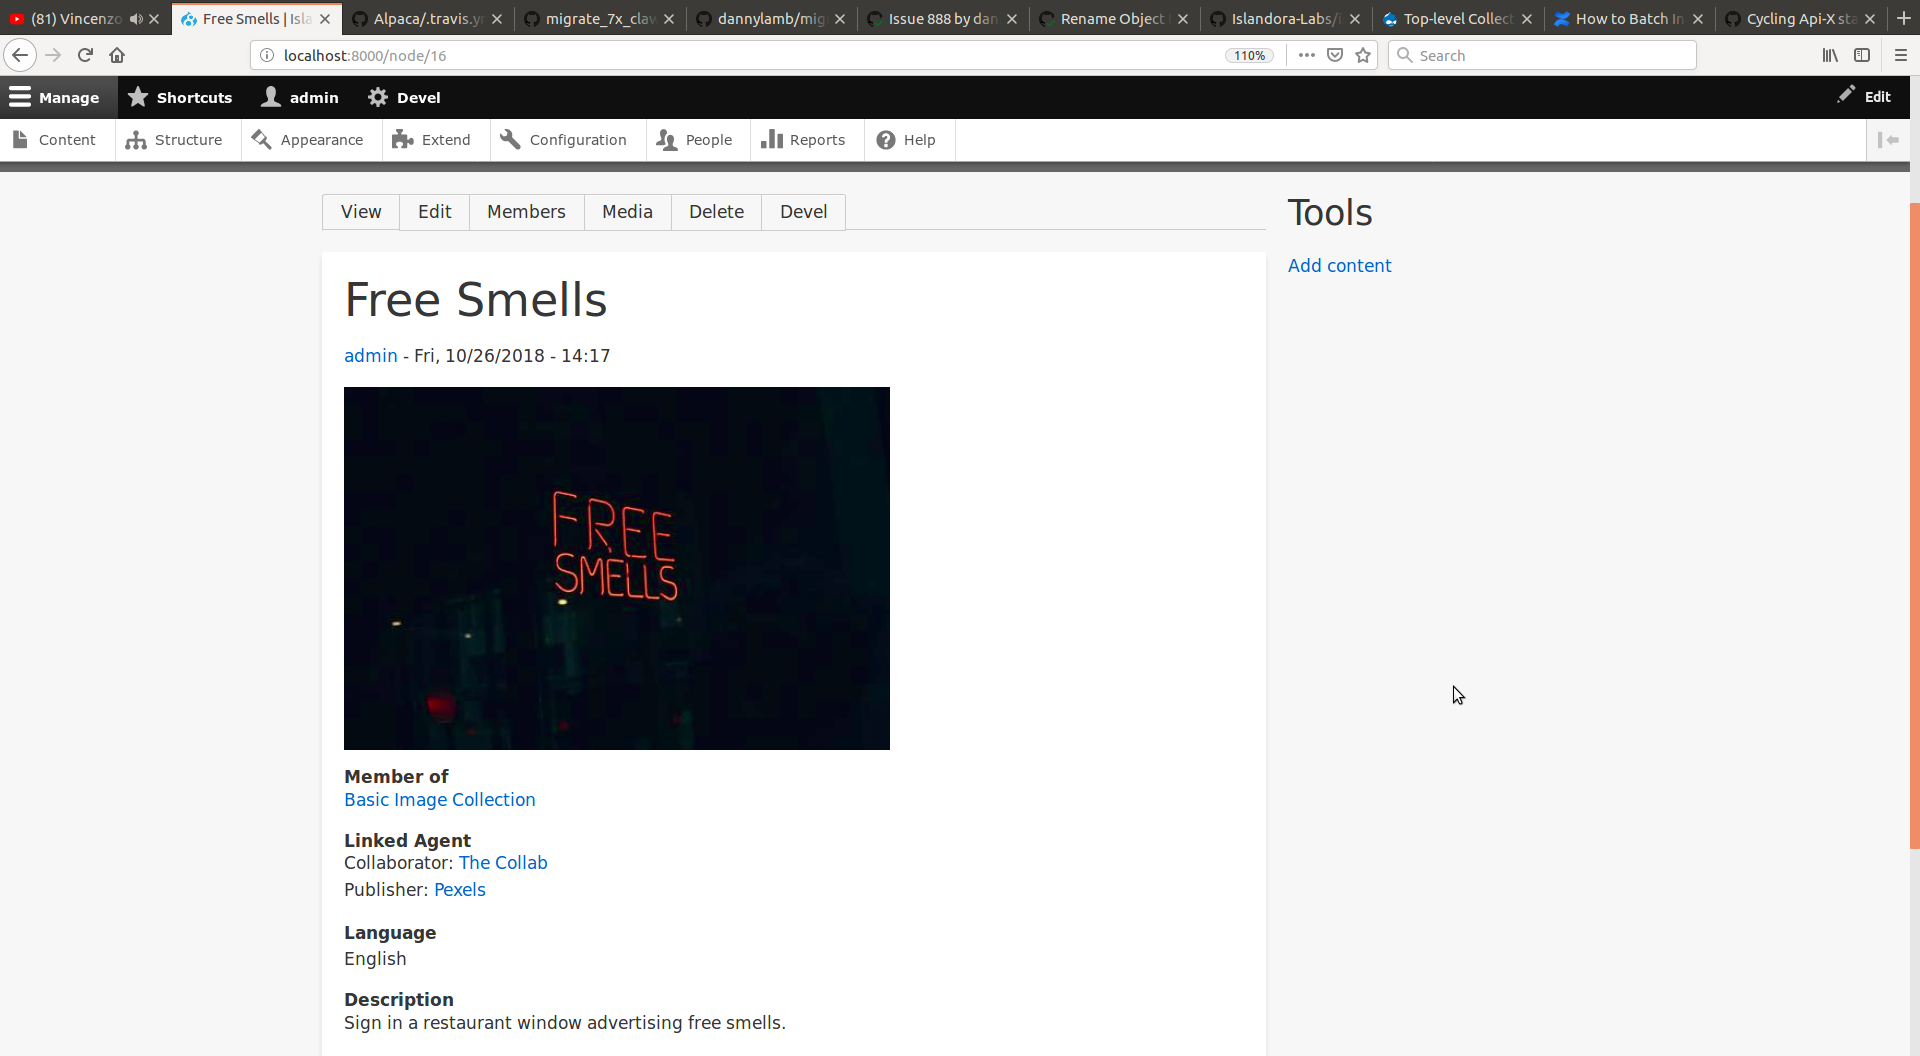 (81) Vincenzo
Free Smells | Isla
Alpaca/.travis.y
migrate_7x_claw
dannylamb/mig
Issue 888 by dan
Rename Object
Islandora-Labs/i
Top-level Collect
How to Batch In
Cycling Api-X sta
localhost:8000/node/16
110%
Search
Manage
Shortcuts
admin
Devel
Edit
Content
Structure
Appearance
Extend
Configuration
People
Reports
Help
View
Edit
Members
Media
Delete
Devel
Tools
Add content
Free Smells
admin - Fri, 10/26/2018 - 14:17
FREE
SMELLS
Member of
Basic Image Collection
Linked Agent
Collaborator: The Collab
Publisher: Pexels
Language
English
Description
Sign in a restaurant window advertising free smells.